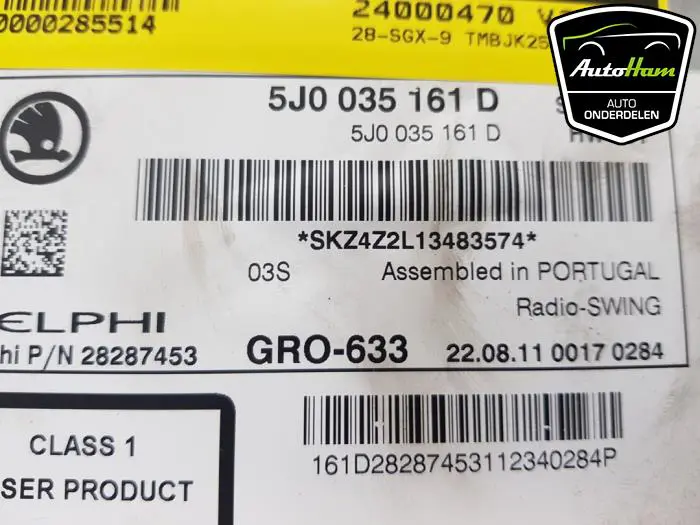 0000285514
24000470
28-SGX-9 TMBJK25
AutoHam
AUTO
ONDERDELEN
5J0 035 161 D
5J0 035 161 D
*SKZ4Z2L13483574*
03S
Assembled in PORTUGAL
Radio-SWING
ELPHI
hi P/N 28287453
GRO-633
22.08.11 0017 0284
CLASS 1
SER PRODUCT
161D28287453112340284P